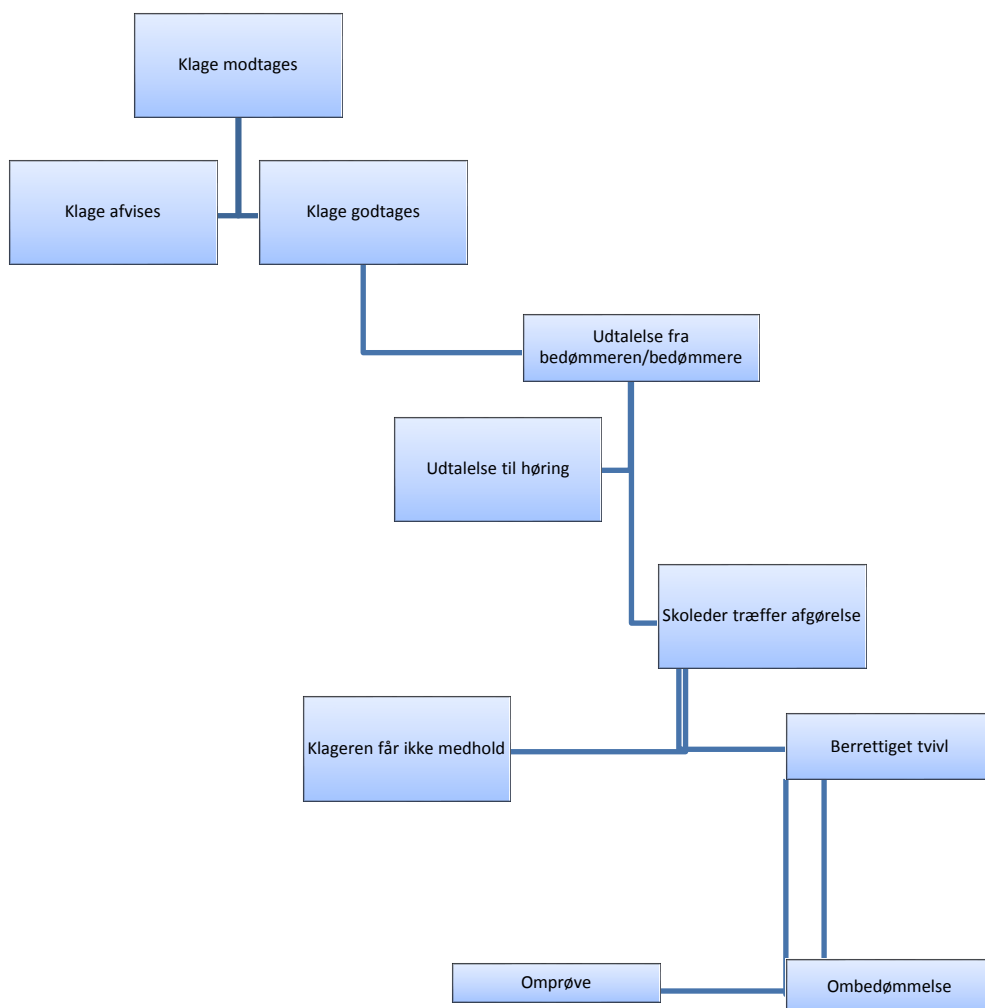 Klage modtages
Klage afvises
Klage godtages
Udtalelse fra
bedømmeren/bedømmere
Udtalelse til høring
Skoleder træffer afgørelse
Klageren får ikke medhold
Berrettiget tvivl
Omprøve
Ombedømmelse